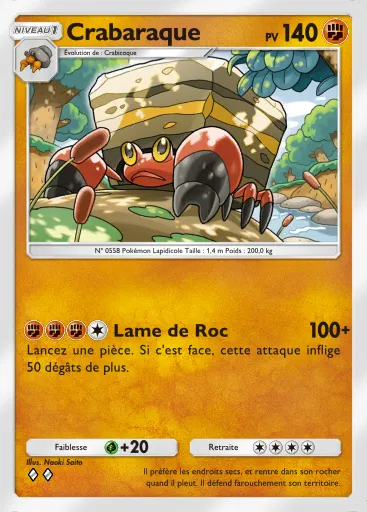 NIVEAU 1
Crabaraque
PV 140
Évolution de : Crabicoque
N° 0558 Pokémon Lapidicole Taille : 1,4 m Poids : 200,0 kg
Lame de Roc 100+
Lancez une pièce. Si c'est face, cette attaque inflige
50 dégâts de plus.
Faiblesse +20 Retraite
Illus. Naoki Saito
Il préfère les endroits secs, et rentre dans son rocher
quand il pleut. Il défend farouchement son territoire.